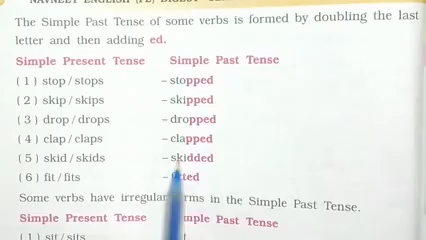 The Simple Past Tense of some verbs is formed by doubling the last
letter and then adding ed.
Simple Present Tense Simple Past Tense
(1) stop / stops – stopped
(2) skip / skips – skipped
(3) drop / drops – dropped
(4) clap / claps – clapped
(5) skid / skids – skidded
(6) fit / fits –
Some verbs have irregular in the Simple Past Tense.
Simple Present Tense Past Tense
(1) sit / sits